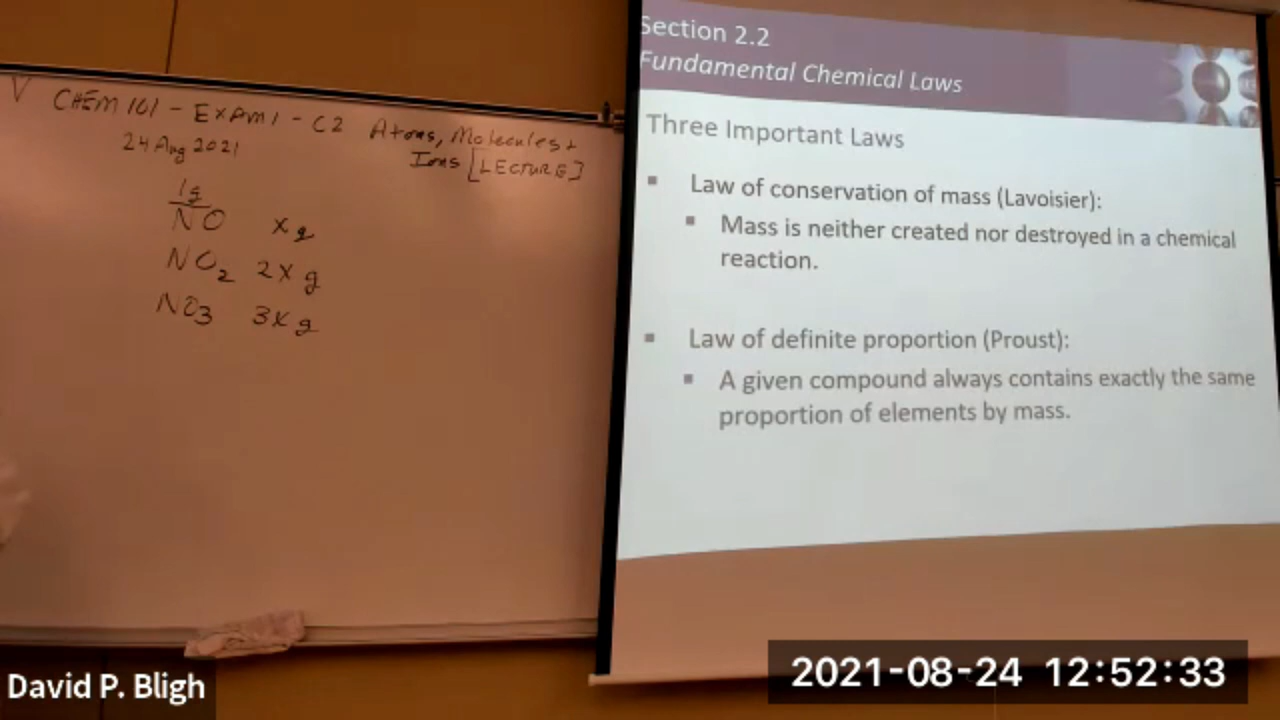 CHEM 101 - EXAM 1 - C2 Atoms, Molecules +
Ions [LECTURE]
24 Aug 2021
1g
NO xg
NO2 2xg
NO3 3xg
Section 2.2
Fundamental Chemical Laws
Three Important Laws
▪ Law of conservation of mass (Lavoisier):
▪ Mass is neither created nor destroyed in a chemical
reaction.
▪ Law of definite proportion (Proust):
▪ A given compound always contains exactly the same
proportion of elements by mass.
David P. Bligh
2021-08-24 12:52:33